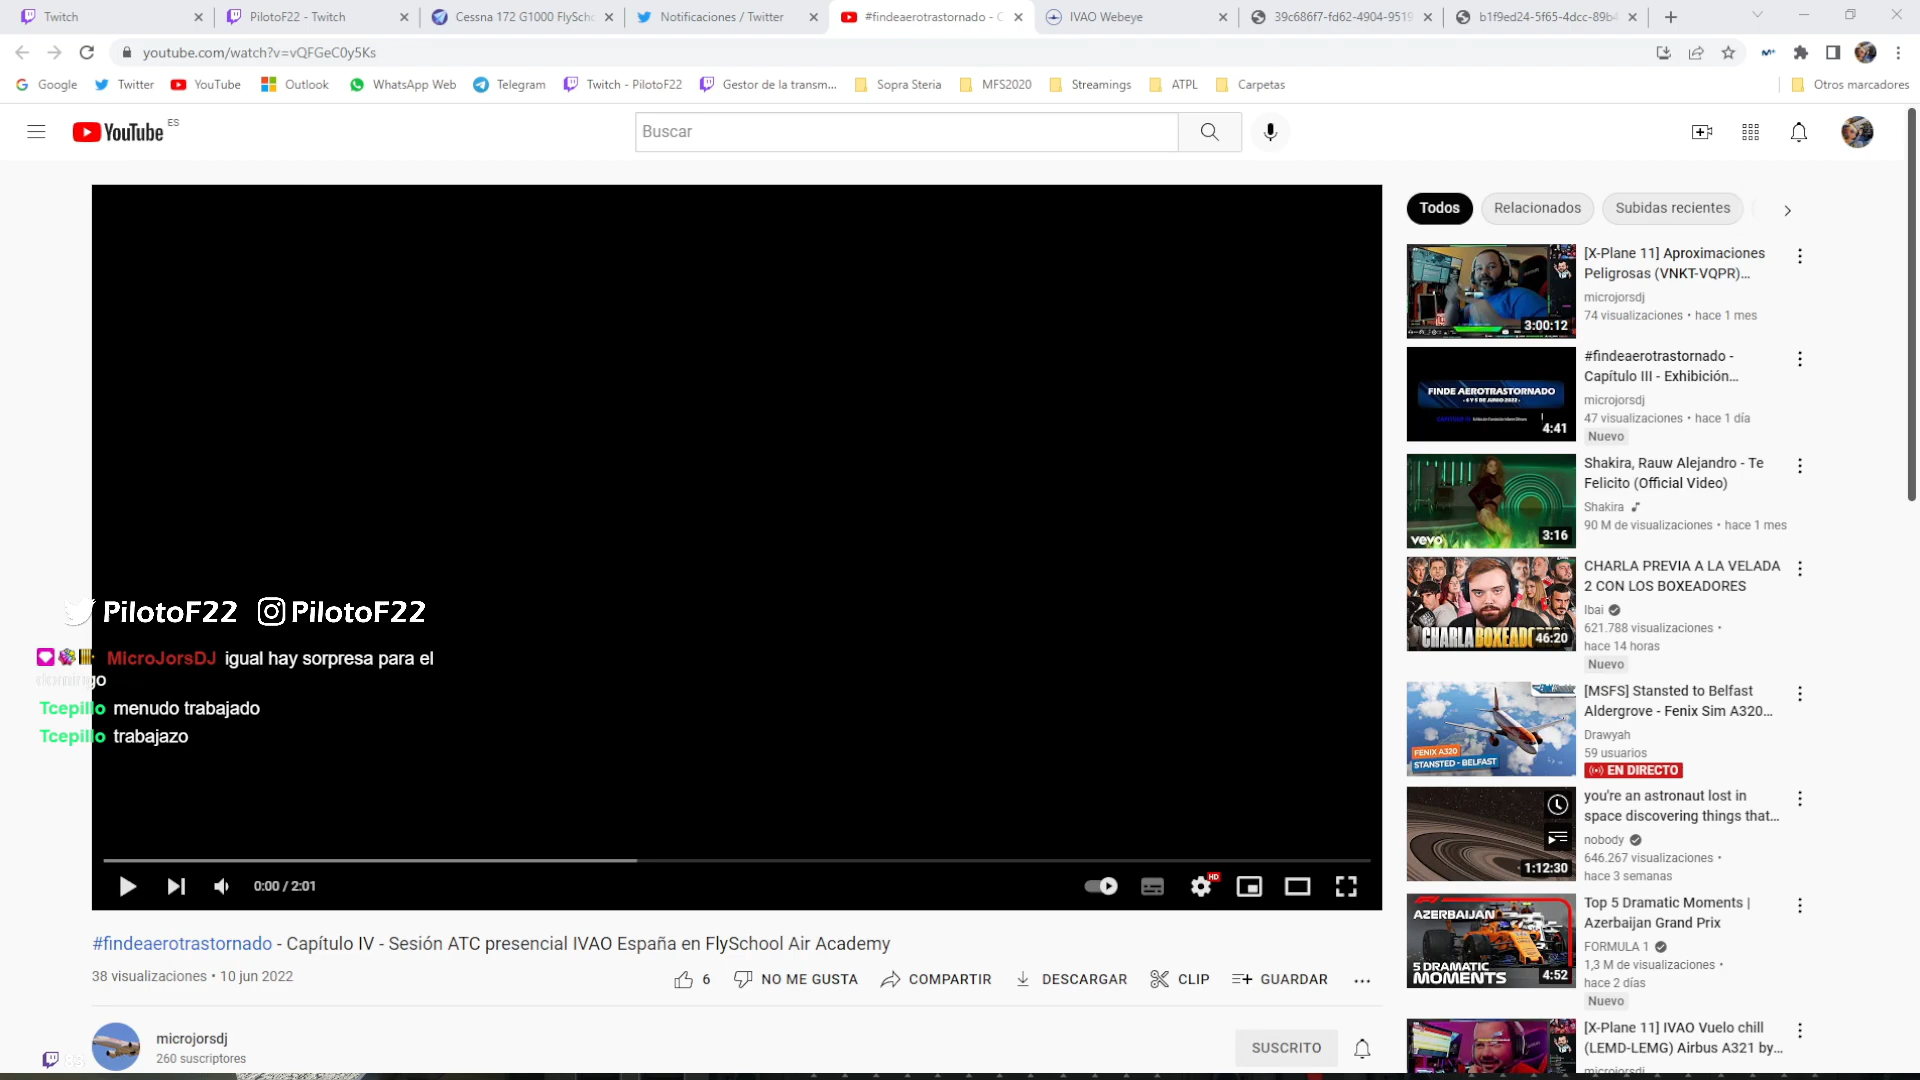 Twitch
PilotoF22 - Twitch
Cessna 172 G1000 FlySch
Notificaciones / Twitter
#findeaerotrastornado - C
IVAO Webeye
39c686f7-fd62-4904-9519
b1f9ed24-5f65-4dcc-89b4
youtube.com/watch?v=vQFGeC0y5Ks
Google
Twitter
YouTube
Outlook
WhatsApp Web
Telegram
Twitch - PilotoF22
Gestor de la transm...
Sopra Steria
MFS2020
Streamings
ATPL
Carpetas
Otros marcadores
YouTube ES
Buscar
Todos
Relacionados
Subidas recientes
[X-Plane 11] Aproximaciones
Peligrosas (VNKT-VQPR)...
microjorsdj
74 visualizaciones • hace 1 mes
3:00:12
#findeaerotrastornado -
Capítulo III - Exhibición...
microjorsdj
47 visualizaciones • hace 1 día
Nuevo
FINDE AEROTRASTORNADO
4:41
Shakira, Rauw Alejandro - Te
Felicito (Official Video)
Shakira
90 M de visualizaciones • hace 1 mes
vevo
3:16
CHARLA PREVIA A LA VELADA
2 CON LOS BOXEADORES
Ibai
621.788 visualizaciones •
hace 14 horas
Nuevo
46:20
[MSFS] Stansted to Belfast
Aldergrove - Fenix Sim A320...
Drawyah
59 usuarios
EN DIRECTO
FENIX A320
STANSTED - BELFAST
you're an astronaut lost in
space discovering things that...
nobody
646.267 visualizaciones •
hace 3 semanas
1:12:30
Top 5 Dramatic Moments |
Azerbaijan Grand Prix
FORMULA 1
1,3 M de visualizaciones •
hace 2 días
Nuevo
AZERBAIJAN
5 DRAMATIC
MOMENTS
4:52
[X-Plane 11] IVAO Vuelo chill
(LEMD-LEMG) Airbus A321 by...
microjorsdj
PilotoF22 PilotoF22
MicroJorsDJ igual hay sorpresa para el
domingo
Tcepillo menudo trabajado
Tcepillo trabajazo
0:00 / 2:01
HD
#findeaerotrastornado - Capítulo IV - Sesión ATC presencial IVAO España en FlySchool Air Academy
38 visualizaciones • 10 jun 2022
6
NO ME GUSTA
COMPARTIR
DESCARGAR
CLIP
GUARDAR
microjorsdj
260 suscriptores
SUSCRITO